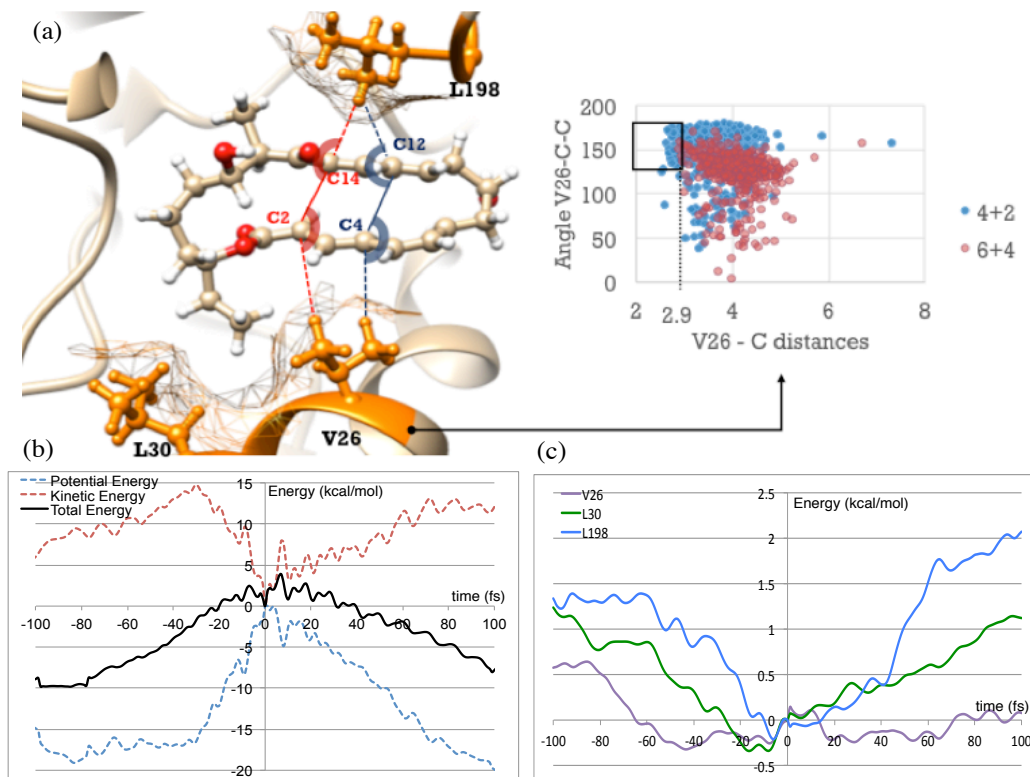 (a)
L198
C12
C14
C2
C4
L30
V26
Angle V26-C-C
200
150
100
50
0
2
2.9
4
6
8
V26 - C distances
4+2
6+4
(b)
Potential Energy
Kinetic Energy
Total Energy
Energy (kcal/mol)
15
10
5
0
-5
-10
-15
-20
time (fs)
-100
-80
-60
-40
-20
0
20
40
60
80
100
(c)
V26
L30
L198
Energy (kcal/mol)
2.5
2
1.5
1
0.5
0
-0.5
time (fs)
-100
-80
-60
-40
-20
0
20
40
60
80
100